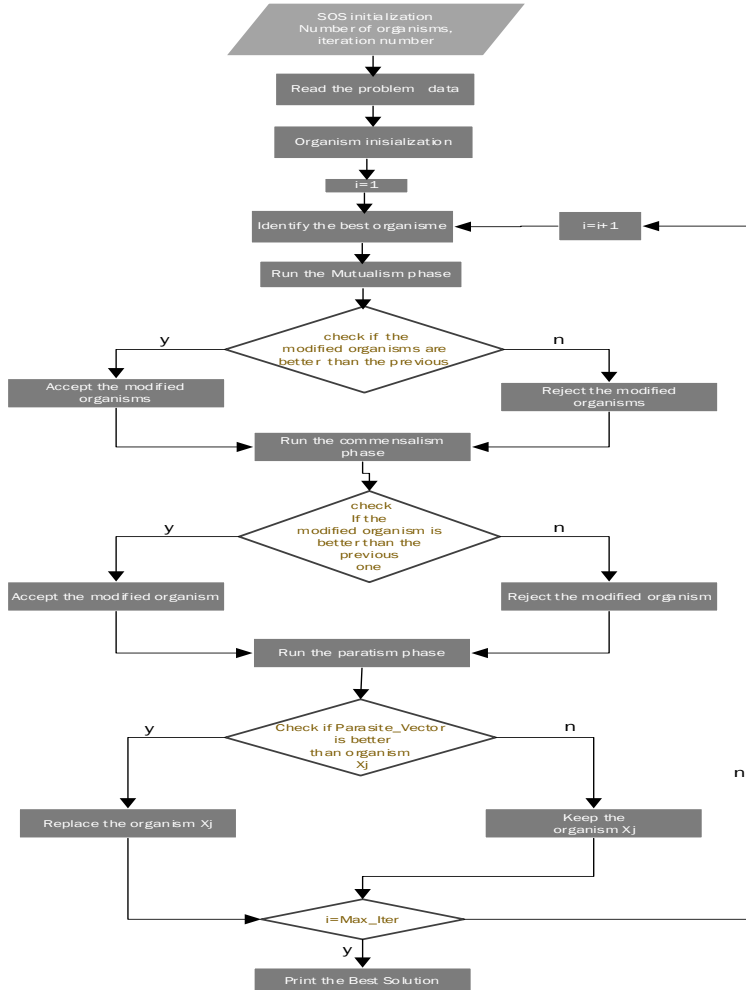 SOS initialization
Number of organisms,
iteration number
Read the problem data
Organism inisialization
i=1
Identify the best organisme
i=i+1
Run the Mutualism phase
check if the
modified organisms are
better than the previous
y
n
Accept the modified
organisms
Reject the modified
organisms
Run the commensalism
phase
check
If the
modified organism is
better than the
previous
one
y
n
Accept the modified organism
Reject the modified organism
Run the paratism phase
Check if Parasite_Vector
is better
than organism
Xj
y
n
n
Replace the organism Xj
Keep the
organism Xj
i=Max_Iter
y
Print the Best Solution